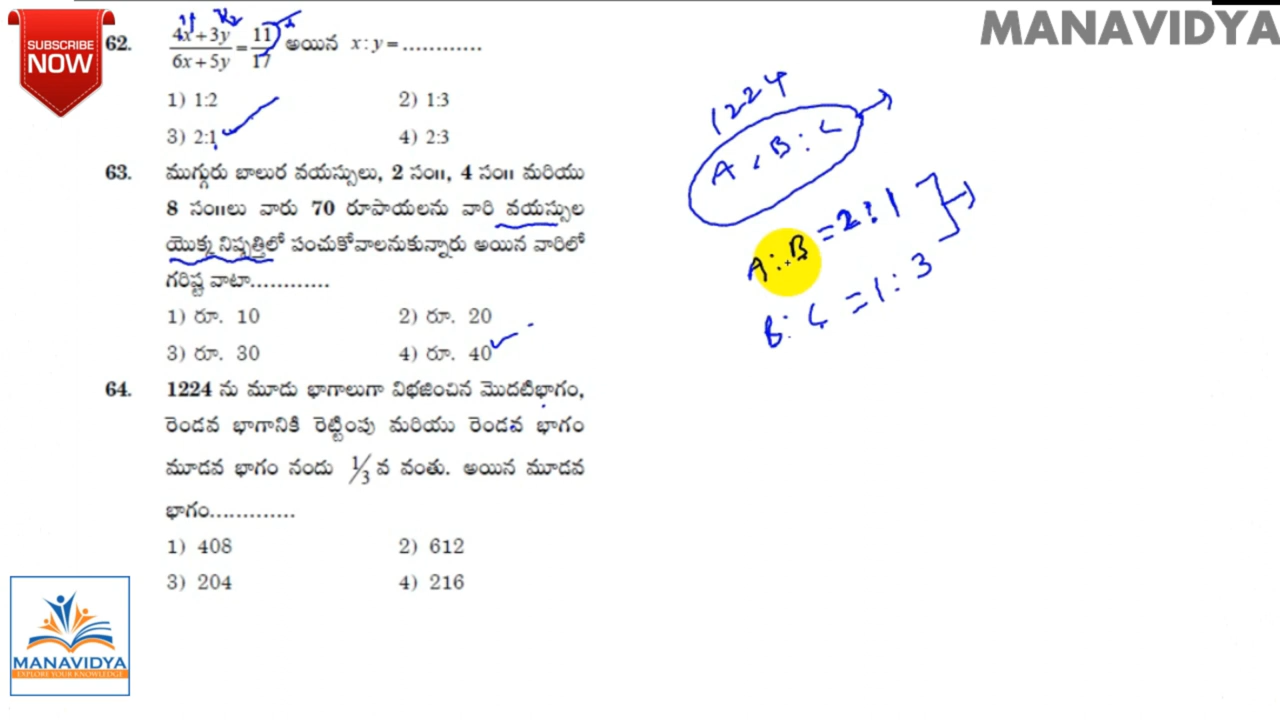 SUBSCRIBE
NOW
MANAVIDYA
62. (4x+3y)/(6x+5y) = 11/17 అయిన x:y=............
1) 1:2 2) 1:3
3) 2:1 4) 2:3
63. ముగ్గురు బాలుర వయస్సులు, 2 సం॥, 4 సం॥ మరియు
8 సం॥లు వారు 70 రూపాయలను వారి వయస్సుల
యొక్క నిష్పత్తిలో పంచుకోవాలనుకున్నారు అయిన వారిలో
గరిష్ట వాటా............
1) రూ. 10 2) రూ. 20
3) రూ. 30 4) రూ. 40
64. 1224 ను మూడు భాగాలుగా విభజించిన మొదటిభాగం,
రెండవ భాగానికి రెట్టింపు మరియు రెండవ భాగం
మూడవ భాగం నందు 1/3 వ వంతు. అయిన మూడవ
భాగం.............
1) 408 2) 612
3) 204 4) 216
1224
A : B : C
A : B = 2 : 1
B : C = 1 : 3
MANAVIDYA
EXPLORE YOUR KNOWLEDGE